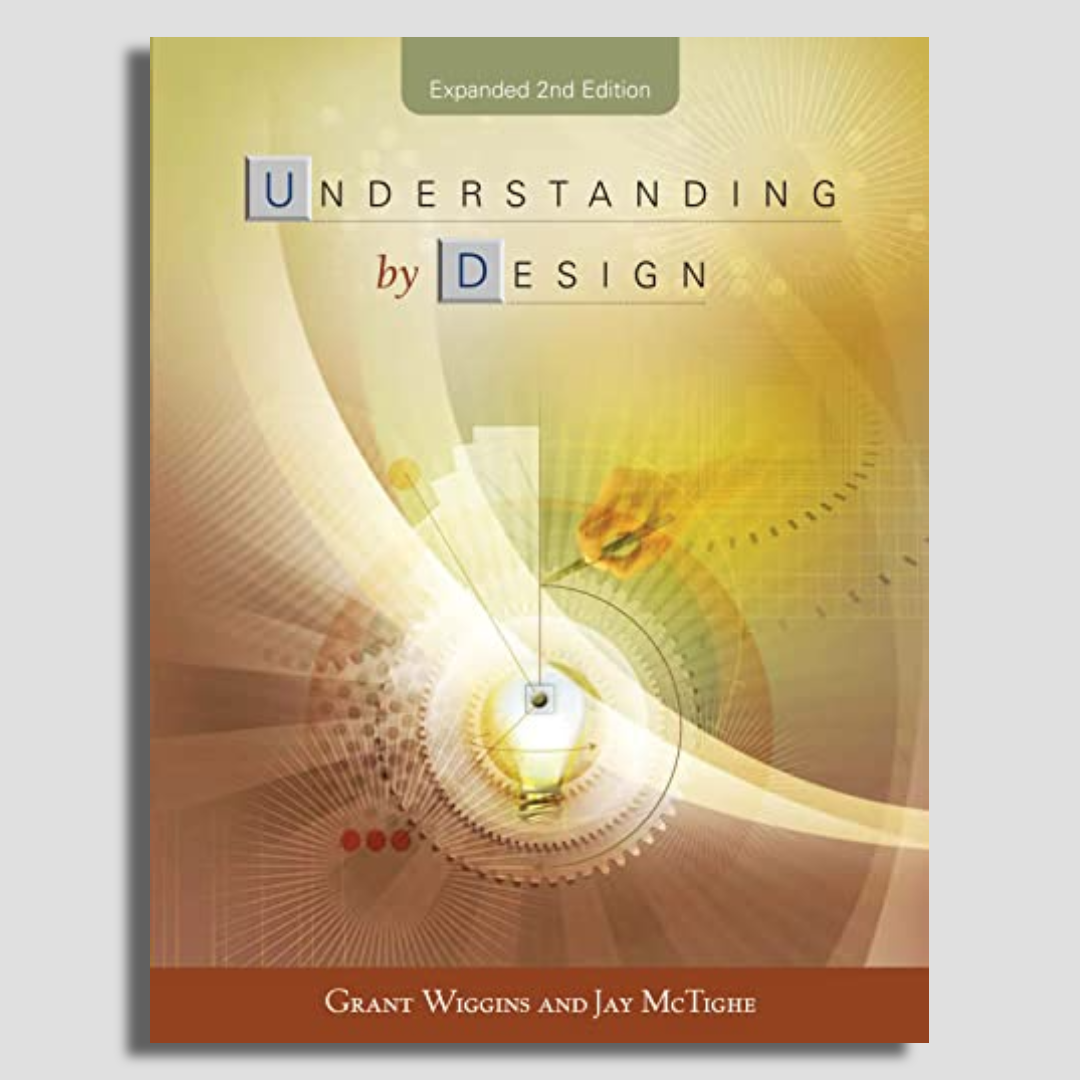 Expanded 2nd Edition
UNDERSTANDING
by DESIGN
GRANT WIGGINS AND JAY MCTIGHE